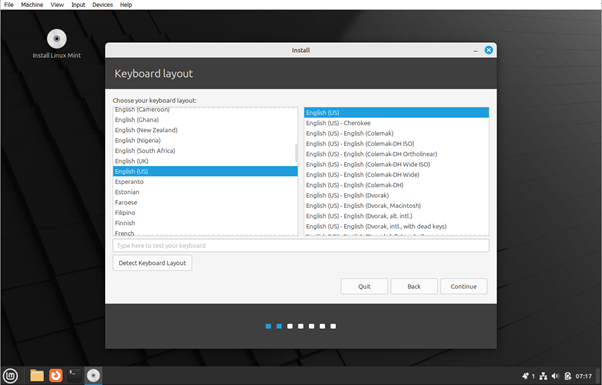 File Machine View Input Devices Help
Install Linux Mint
Install
Keyboard layout
Choose your keyboard layout:
English (Cameroon)
English (Ghana)
English (New Zealand)
English (Nigeria)
English (South Africa)
English (UK)
English (US)
Esperanto
Estonian
Faroese
Filipino
Finnish
French
English (US)
English (US) - Cherokee
English (US) - English (Colemak)
English (US) - English (Colemak-DH ISO)
English (US) - English (Colemak-DH Ortholinear)
English (US) - English (Colemak-DH Wide ISO)
English (US) - English (Colemak-DH Wide)
English (US) - English (Colemak-DH)
English (US) - English (Dvorak)
English (US) - English (Dvorak, Macintosh)
English (US) - English (Dvorak, alt. intl.)
English (US) - English (Dvorak, intl., with dead keys)
Type here to test your keyboard
Detect Keyboard Layout
Quit Back Continue
1 07:17